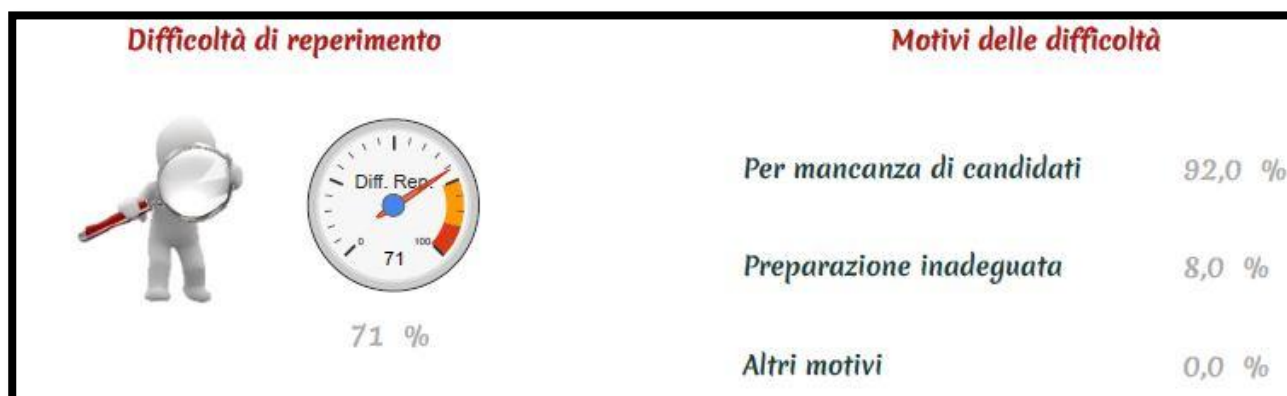 Difficoltà di reperimento
Diff. Rep.
0
100
71
71 %
Motivi delle difficoltà
Per mancanza di candidati 92,0 %
Preparazione inadeguata 8,0 %
Altri motivi 0,0 %